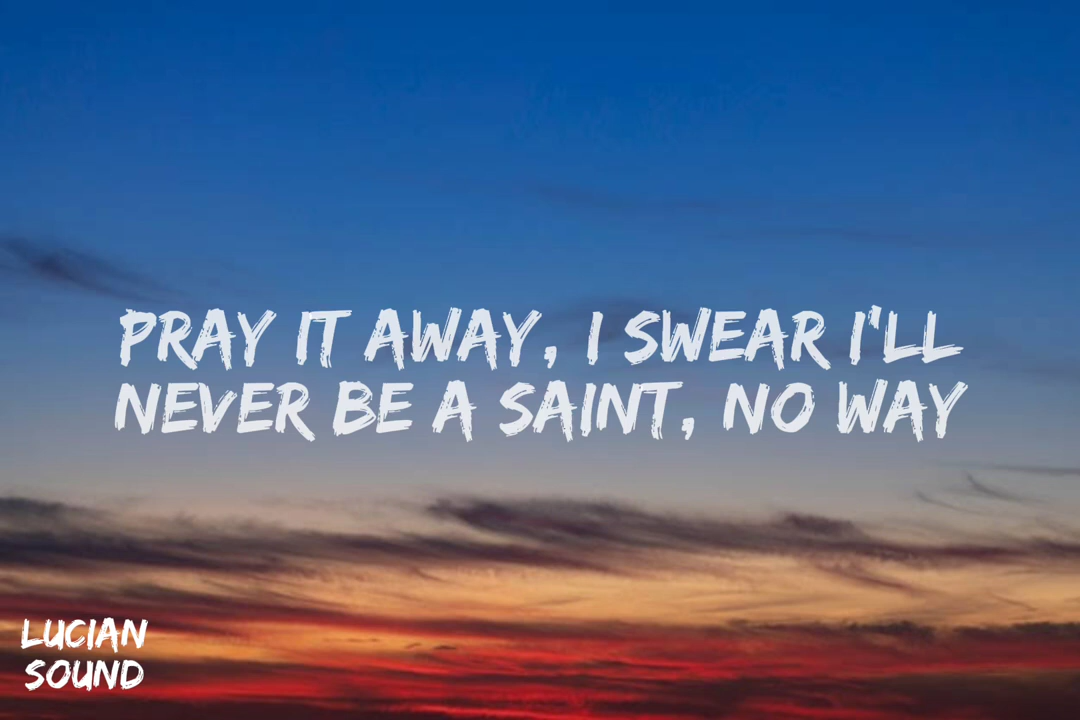 PRAY IT AWAY, I SWEAR I'LL
NEVER BE A SAINT, NO WAY
LUCIAN
SOUND